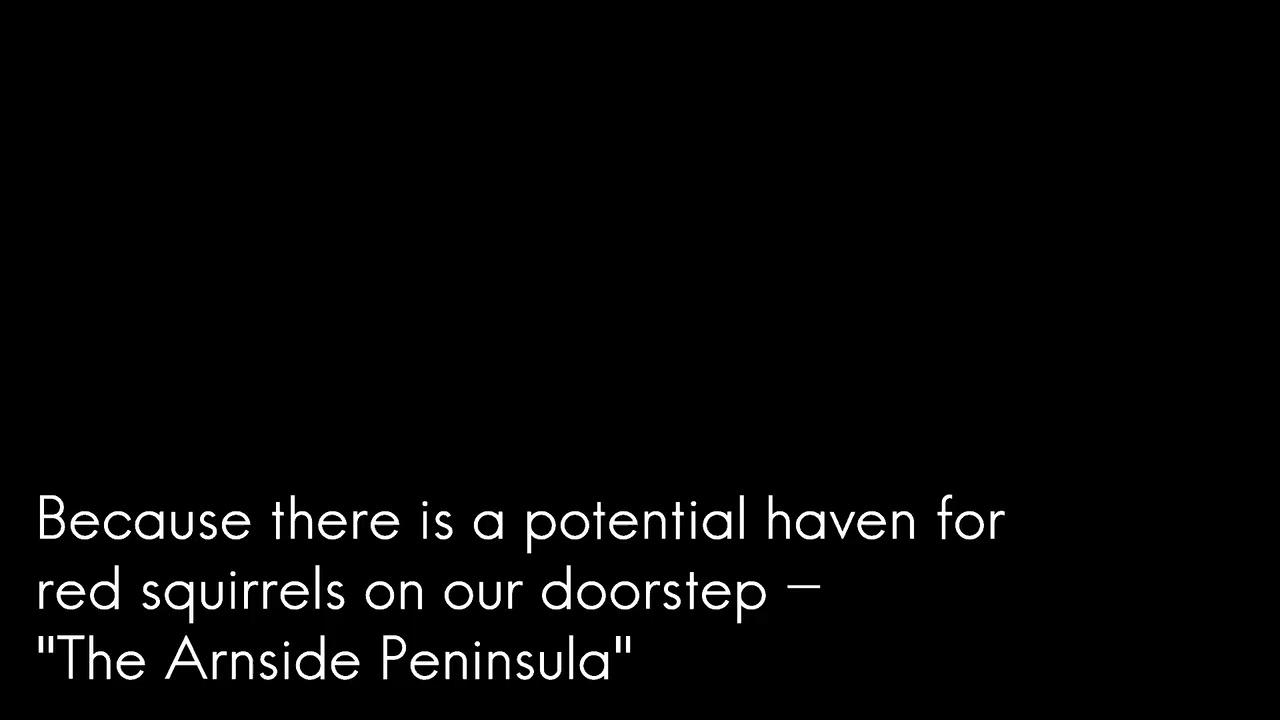 Because there is a potential haven for
red squirrels on our doorstep –
"The Arnside Peninsula"